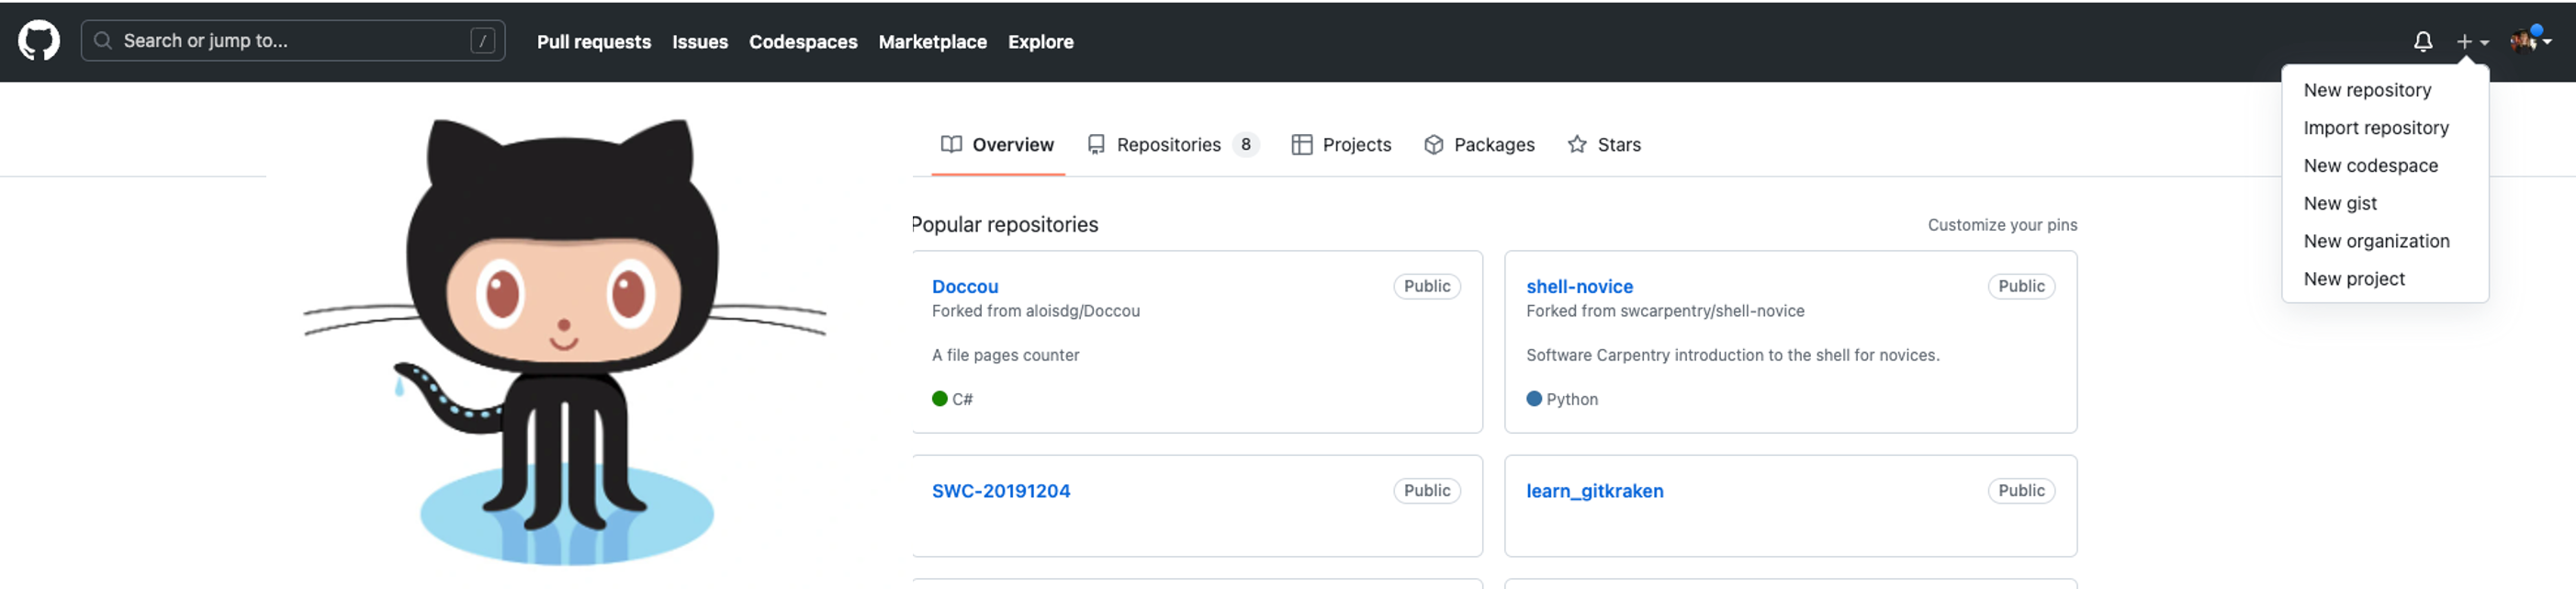 Search or jump to... /
Pull requests Issues Codespaces Marketplace Explore
New repository
Import repository
New codespace
New gist
New organization
New project
Overview Repositories 8 Projects Packages Stars
Popular repositories
Customize your pins
Doccou Public
Forked from aloisdg/Doccou
A file pages counter
C#
shell-novice Public
Forked from swcarpentry/shell-novice
Software Carpentry introduction to the shell for novices.
Python
SWC-20191204 Public
learn_gitkraken Public